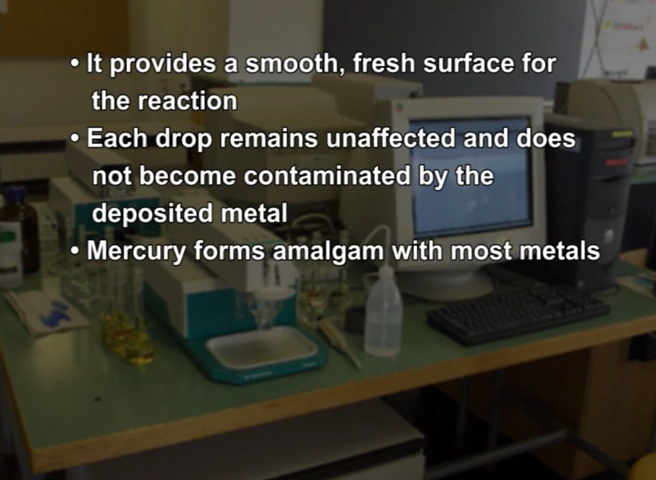 • It provides a smooth, fresh surface for
the reaction
• Each drop remains unaffected and does
not become contaminated by the
deposited metal
• Mercury forms amalgam with most metals